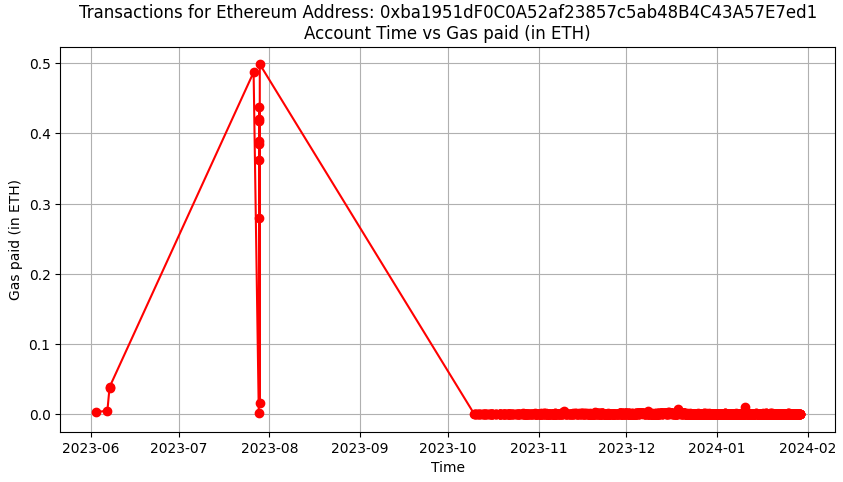 Transactions for Ethereum Address: 0xba1951dF0C0A52af23857c5ab48B4C43A57E7ed1
Account Time vs Gas paid (in ETH)
Gas paid (in ETH)
0.5
0.4
0.3
0.2
0.1
0.0
2023-06 2023-07 2023-08 2023-09 2023-10 2023-11 2023-12 2024-01 2024-02
Time